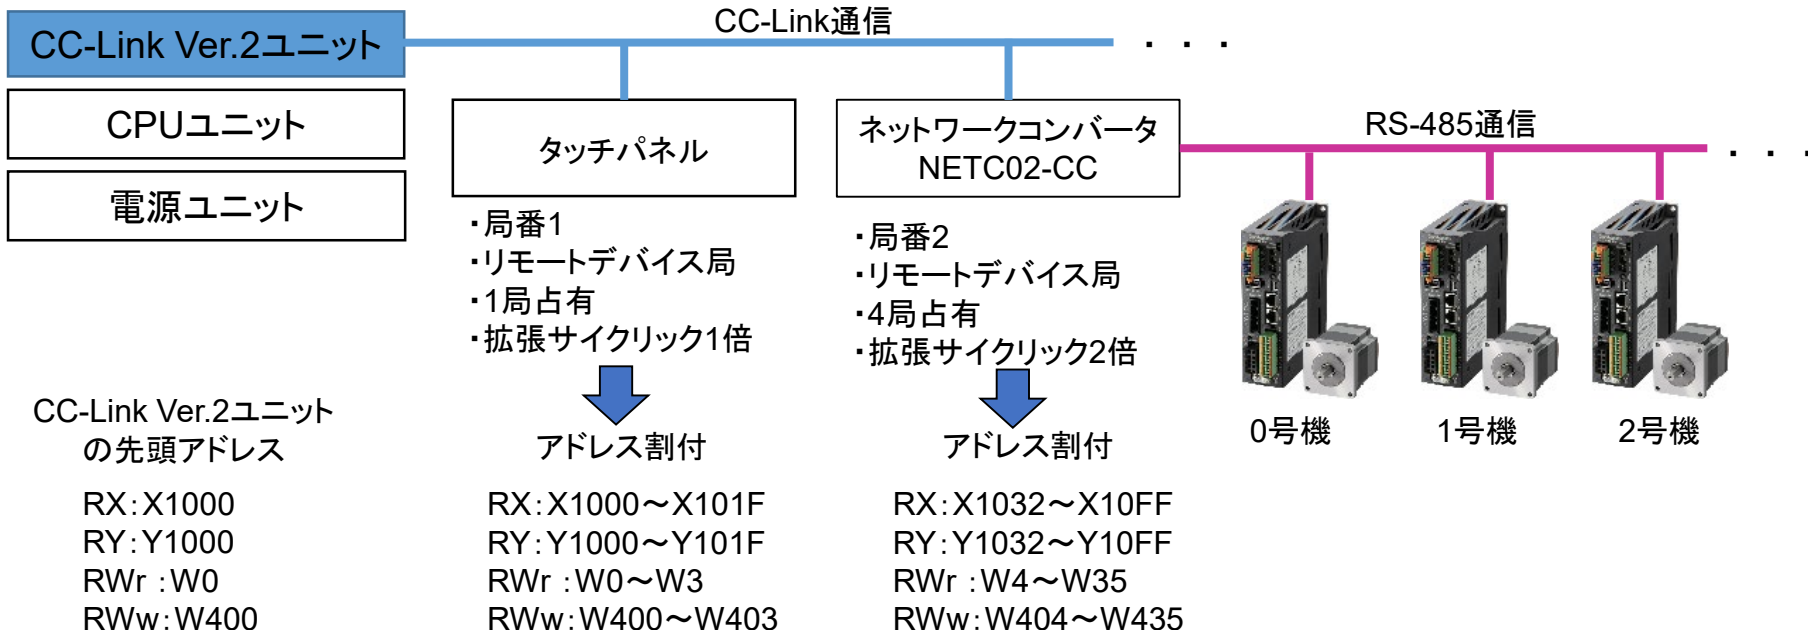 CC-Link通信
CC-Link Ver.2ユニット
・・・
CPUユニット
電源ユニット
タッチパネル
ネットワークコンバータ
NETC02-CC
RS-485通信
・・・
・局番1
・リモートデバイス局
・1局占有
・拡張サイクリック1倍
・局番2
・リモートデバイス局
・4局占有
・拡張サイクリック2倍
0号機
1号機
2号機
CC-Link Ver.2ユニット
の先頭アドレス
RX:X1000
RY:Y1000
RWr :W0
RWw:W400
アドレス割付
RX:X1000～X101F
RY:Y1000～Y101F
RWr :W0～W3
RWw:W400～W403
アドレス割付
RX:X1032～X10FF
RY:Y1032～Y10FF
RWr :W4～W35
RWw:W404～W435